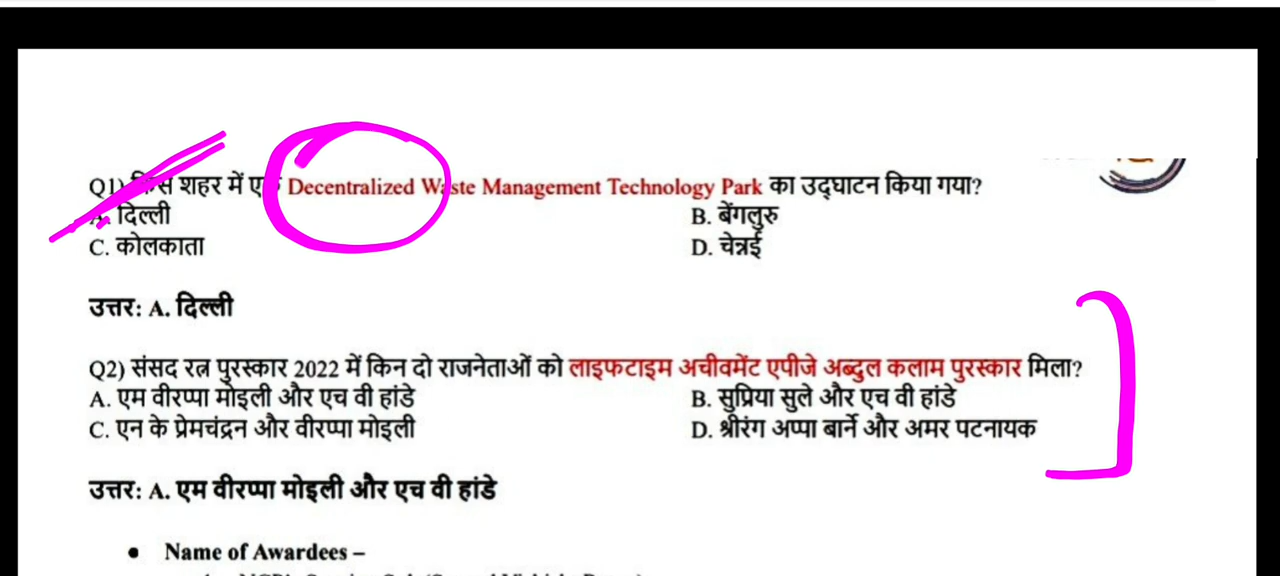 Q1) किस शहर में एक Decentralized Waste Management Technology Park का उद्घाटन किया गया?
A. दिल्ली B. बेंगलुरु
C. कोलकाता D. चेन्नई
उत्तर: A. दिल्ली
Q2) संसद रत्न पुरस्कार 2022 में किन दो राजनेताओं को लाइफटाइम अचीवमेंट एपीजे अब्दुल कलाम पुरस्कार मिला?
A. एम वीरप्पा मोइली और एच वी हांडे B. सुप्रिया सुले और एच वी हांडे
C. एन के प्रेमचंद्रन और वीरप्पा मोइली D. श्रीरंग अप्पा बार्ने और अमर पटनायक
उत्तर: A. एम वीरप्पा मोइली और एच वी हांडे
• Name of Awardees –